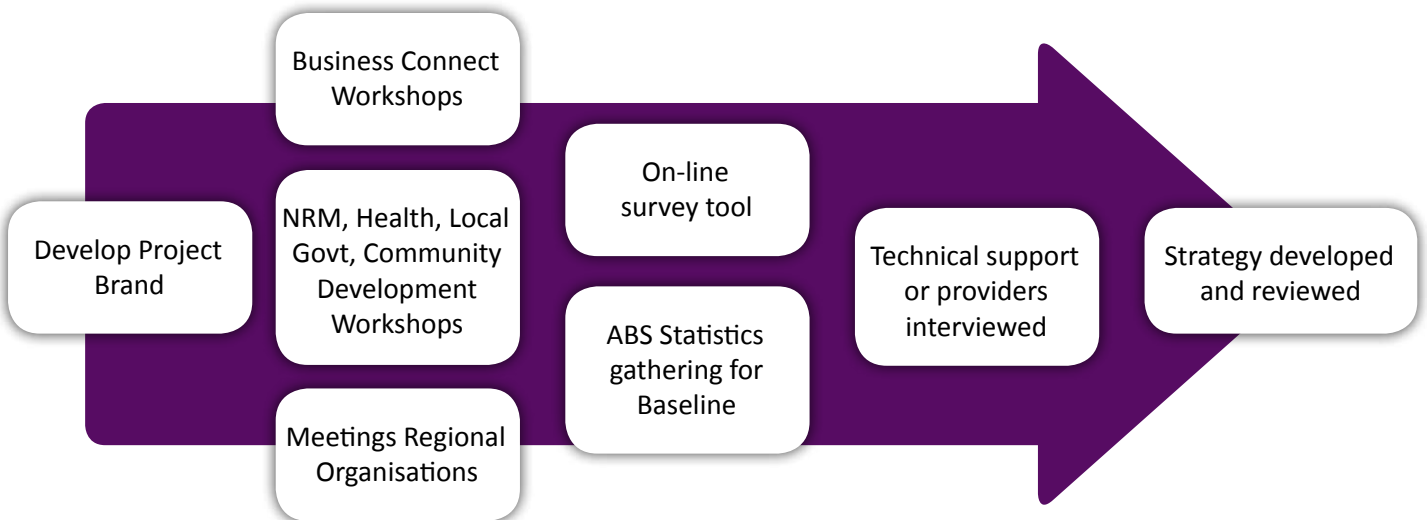 Develop Project
Brand
Business Connect
Workshops
NRM, Health, Local
Govt, Community
Development
Workshops
Meetings Regional
Organisations
On-line
survey tool
ABS Statistics
gathering for
Baseline
Technical support
or providers
interviewed
Strategy developed
and reviewed